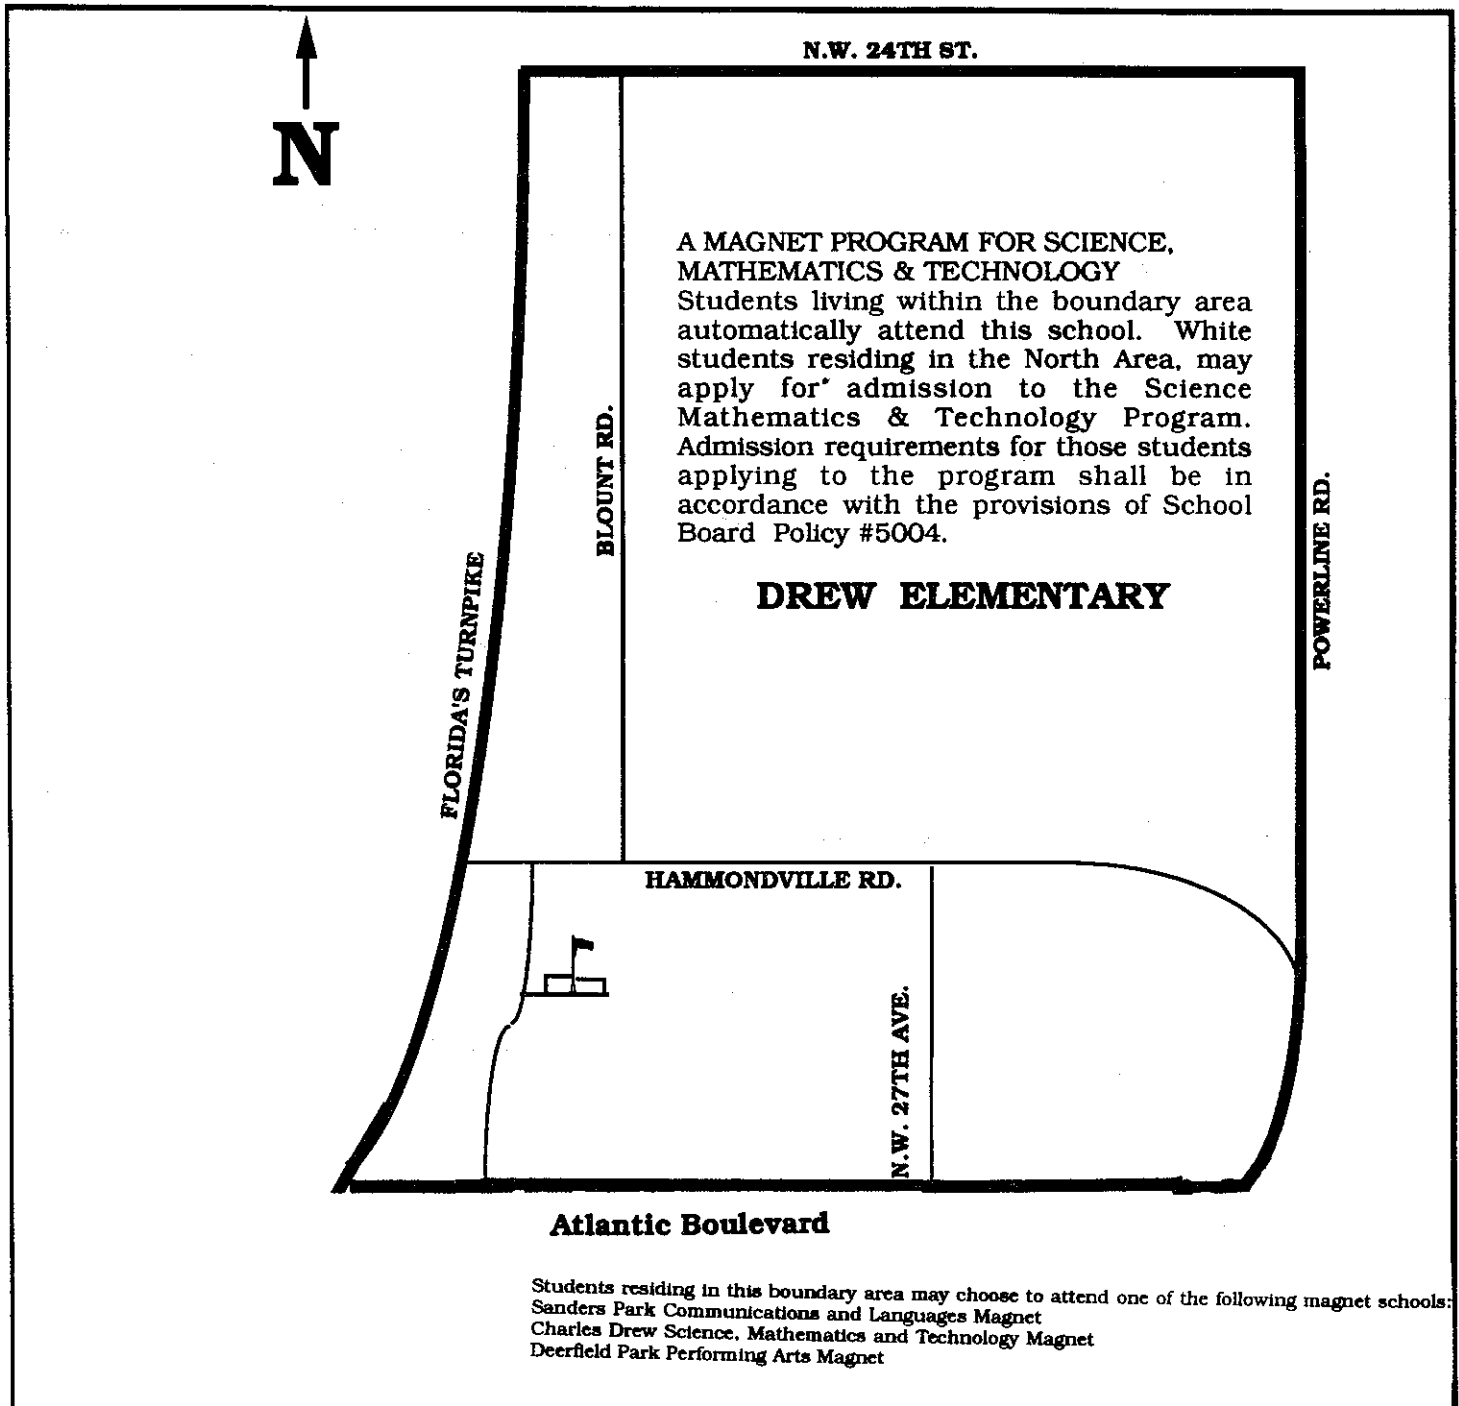 N.W. 24TH ST.
N
A MAGNET PROGRAM FOR SCIENCE,
MATHEMATICS & TECHNOLOGY
Students living within the boundary area
automatically attend this school. White
students residing in the North Area, may
apply for admission to the Science
Mathematics & Technology Program.
Admission requirements for those students
applying to the program shall be in
accordance with the provisions of School
Board Policy #5004.
DREW ELEMENTARY
BLOUNT RD.
POWERLINE RD.
FLORIDA'S TURNPIKE
HAMMONDVILLE RD.
N.W. 27TH AVE.
Atlantic Boulevard
Students residing in this boundary area may choose to attend one of the following magnet schools:
Sanders Park Communications and Languages Magnet
Charles Drew Science, Mathematics and Technology Magnet
Deerfield Park Performing Arts Magnet